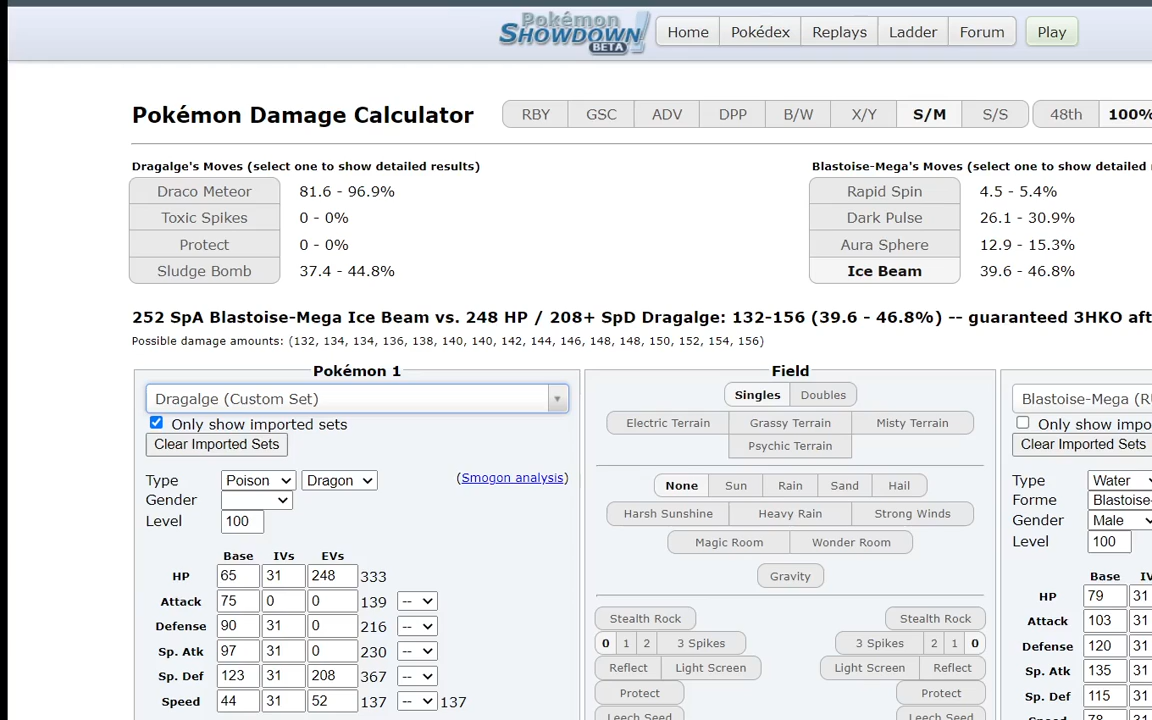 Pokémon
SHOWDOWN!
BETA
Home Pokédex Replays Ladder Forum Play
Pokémon Damage Calculator RBY GSC ADV DPP B/W X/Y S/M S/S 48th 100%
Dragalge's Moves (select one to show detailed results) Blastoise-Mega's Moves (select one to show detailed
Draco Meteor 81.6 - 96.9% Rapid Spin 4.5 - 5.4%
Toxic Spikes 0 - 0% Dark Pulse 26.1 - 30.9%
Protect 0 - 0% Aura Sphere 12.9 - 15.3%
Sludge Bomb 37.4 - 44.8% Ice Beam 39.6 - 46.8%
252 SpA Blastoise-Mega Ice Beam vs. 248 HP / 208+ SpD Dragalge: 132-156 (39.6 - 46.8%) -- guaranteed 3HKO aft
Possible damage amounts: (132, 134, 134, 136, 138, 140, 140, 142, 144, 146, 148, 148, 150, 152, 154, 156)
Pokémon 1 Field
Dragalge (Custom Set) Singles Doubles Blastoise-Mega (RU
Only show imported sets Electric Terrain Grassy Terrain Misty Terrain Only show impo
Clear Imported Sets Psychic Terrain Clear Imported Sets
Type Poison Dragon (Smogon analysis) None Sun Rain Sand Hail Type Water
Gender Forme Blastoise-
Level 100 Harsh Sunshine Heavy Rain Strong Winds Gender Male
Magic Room Wonder Room Level 100
Base IVs EVs Gravity Base IV
HP 65 31 248 333 HP 79 31
Attack 75 0 0 139 -- Stealth Rock Stealth Rock Attack 103 31
Defense 90 31 0 216 -- 0 1 2 3 Spikes 3 Spikes 2 1 0 Defense 120 31
Sp. Atk 97 31 0 230 -- Reflect Light Screen Light Screen Reflect Sp. Atk 135 31
Sp. Def 123 31 208 367 -- Protect Protect Sp. Def 115 31
Speed 44 31 52 137 -- 137 Leech Seed Leech Seed Speed 78 31